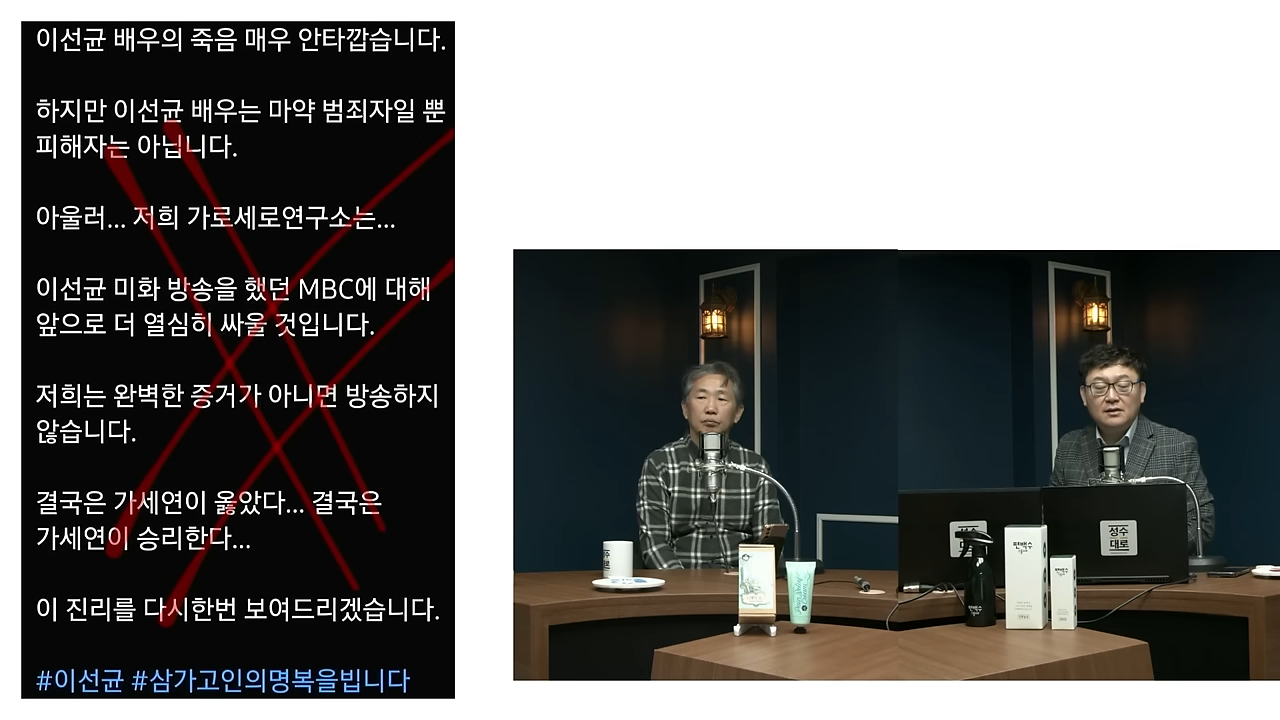 이선균 배우의 죽음 매우 안타깝습니다.
하지만 이선균 배우는 마약 범죄자일 뿐
피해자는 아닙니다.
아울러... 저희 가로세로연구소는...
이선균 미화 방송을 했던 MBC에 대해
앞으로 더 열심히 싸울 것입니다.
저희는 완벽한 증거가 아니면 방송하지
않습니다.
결국은 가세연이 옳았다... 결국은
가세연이 승리한다...
이 진리를 다시한번 보여드리겠습니다.
#이선균 #삼가고인의명복을빕니다
성수
대로